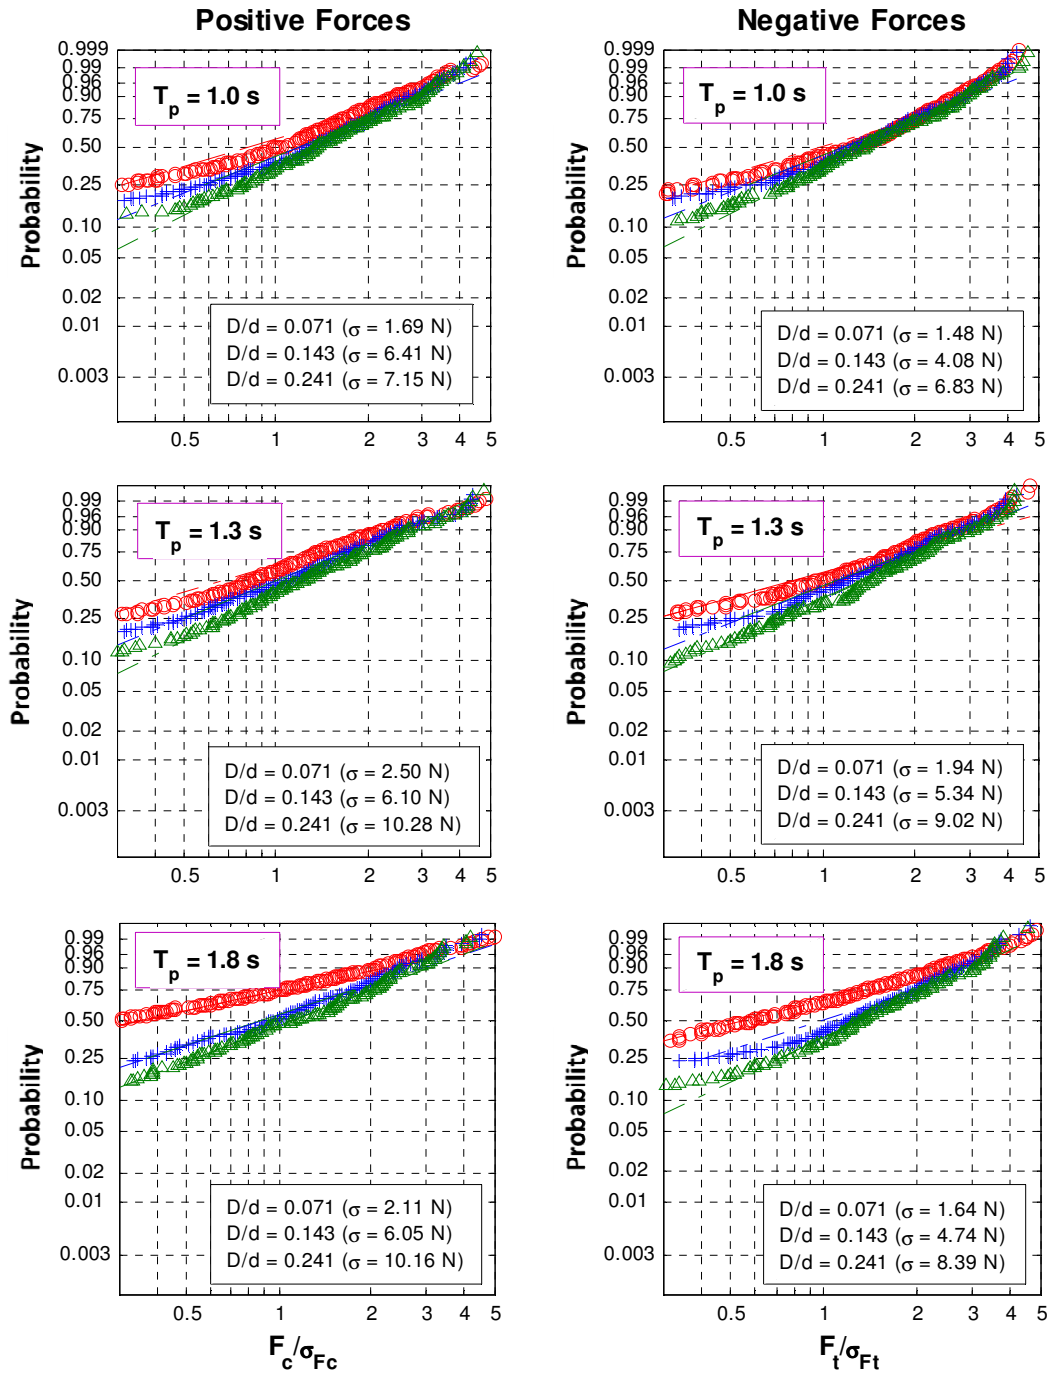 Positive Forces
Negative Forces
Probability
0.999
0.99
0.96
0.90
0.75
0.50
0.25
0.10
0.05
0.02
0.01
0.003
T_p = 1.0 s
D/d = 0.071 (σ = 1.69 N)
D/d = 0.143 (σ = 6.41 N)
D/d = 0.241 (σ = 7.15 N)
0.5 1 2 3 4 5
Probability
0.999
0.99
0.96
0.90
0.75
0.50
0.25
0.10
0.05
0.02
0.01
0.003
T_p = 1.0 s
D/d = 0.071 (σ = 1.48 N)
D/d = 0.143 (σ = 4.08 N)
D/d = 0.241 (σ = 6.83 N)
0.5 1 2 3 4 5
Probability
0.99
0.96
0.90
0.75
0.50
0.25
0.10
0.05
0.02
0.01
0.003
T_p = 1.3 s
D/d = 0.071 (σ = 2.50 N)
D/d = 0.143 (σ = 6.10 N)
D/d = 0.241 (σ = 10.28 N)
0.5 1 2 3 4 5
Probability
0.99
0.96
0.90
0.75
0.50
0.25
0.10
0.05
0.02
0.01
0.003
T_p = 1.3 s
D/d = 0.071 (σ = 1.94 N)
D/d = 0.143 (σ = 5.34 N)
D/d = 0.241 (σ = 9.02 N)
0.5 1 2 3 4 5
Probability
0.99
0.96
0.90
0.75
0.50
0.25
0.10
0.05
0.02
0.01
0.003
T_p = 1.8 s
D/d = 0.071 (σ = 2.11 N)
D/d = 0.143 (σ = 6.05 N)
D/d = 0.241 (σ = 10.16 N)
0.5 1 2 3 4 5
F_c/σ_Fc
Probability
0.99
0.96
0.90
0.75
0.50
0.25
0.10
0.05
0.02
0.01
0.003
T_p = 1.8 s
D/d = 0.071 (σ = 1.64 N)
D/d = 0.143 (σ = 4.74 N)
D/d = 0.241 (σ = 8.39 N)
0.5 1 2 3 4 5
F_t/σ_Ft